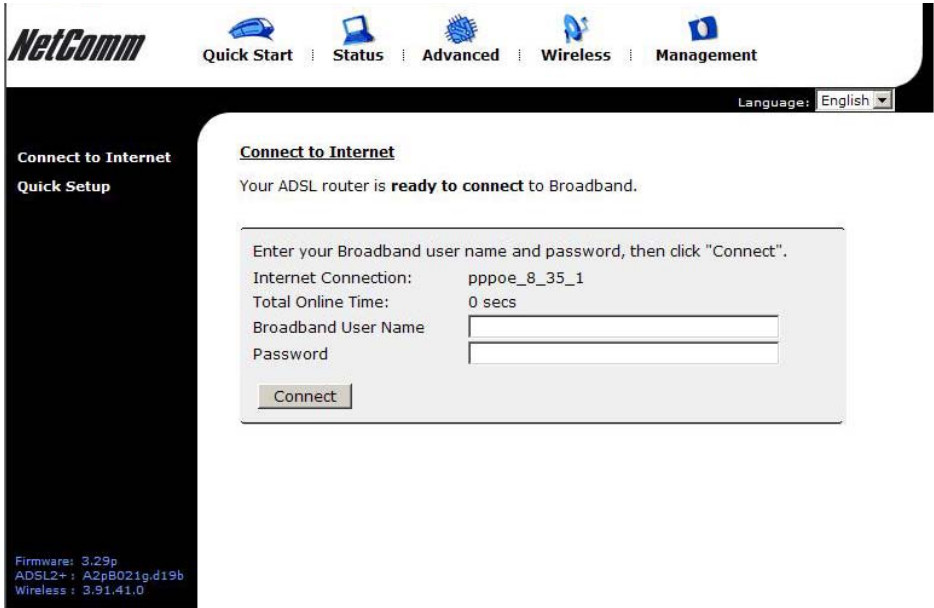 NetComm
Quick Start
Status
Advanced
Wireless
Management
Language: English
Connect to Internet
Quick Setup
Connect to Internet
Your ADSL router is ready to connect to Broadband.
Enter your Broadband user name and password, then click "Connect".
Internet Connection: pppoe_8_35_1
Total Online Time: 0 secs
Broadband User Name
Password
Connect
Firmware: 3.29p
ADSL2+ : A2pB021g.d19b
Wireless : 3.91.41.0